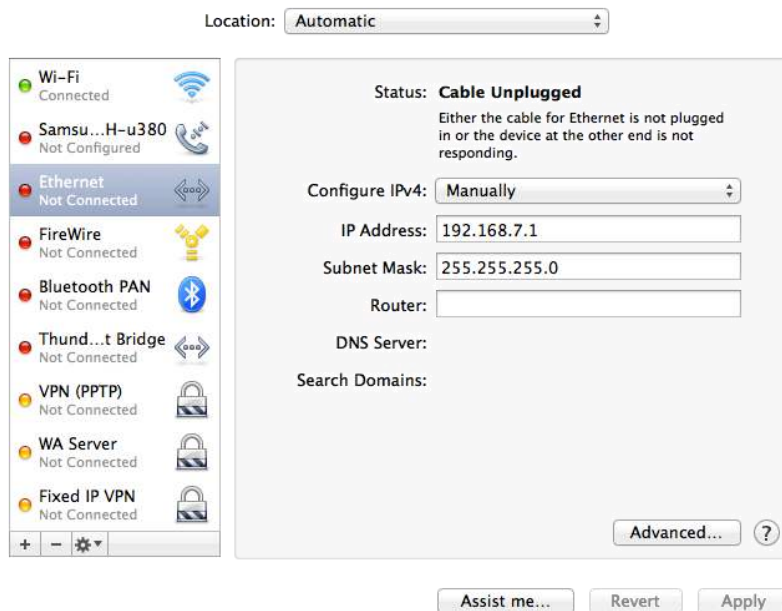 Location: Automatic
Wi-Fi
Connected
Samsu...H-u380
Not Configured
Ethernet
Not Connected
FireWire
Not Connected
Bluetooth PAN
Not Connected
Thund...t Bridge
Not Connected
VPN (PPTP)
Not Connected
WA Server
Not Connected
Fixed IP VPN
Not Connected
Status: Cable Unplugged
Either the cable for Ethernet is not plugged
in or the device at the other end is not
responding.
Configure IPv4: Manually
IP Address: 192.168.7.1
Subnet Mask: 255.255.255.0
Router:
DNS Server:
Search Domains:
Advanced... ?
Assist me... Revert Apply